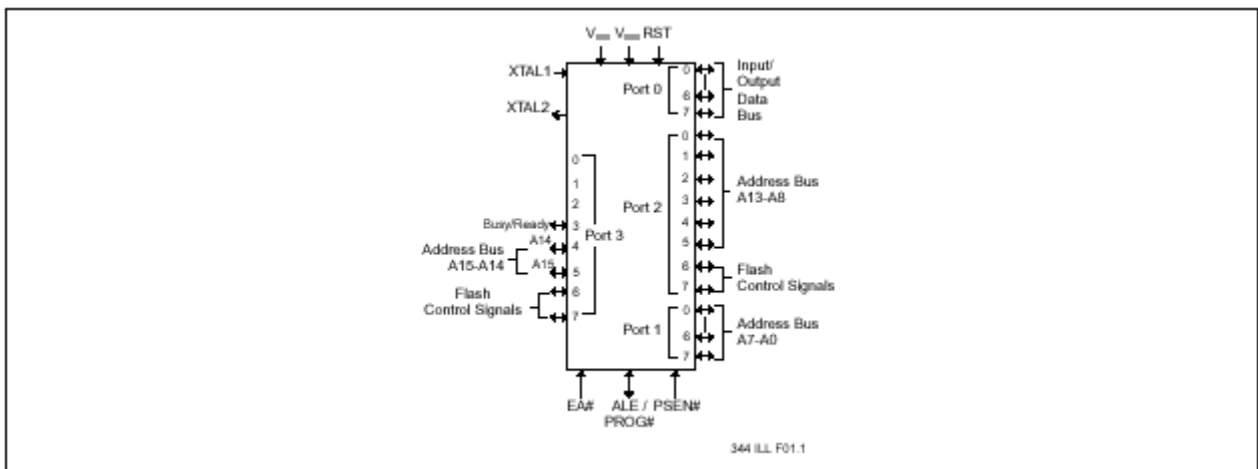 V V RST
XTAL1
XTAL2
Port 0
0
6
7
Input/
Output
Data
Bus
Port 2
0
1
2
3
4
5
6
7
Address Bus
A13-A8
Flash
Control Signals
Port 3
0
1
2
3
4
5
6
7
Busy/Ready
A14
A15
Address Bus
A15-A14
Flash
Control Signals
Port 1
0
6
7
Address Bus
A7-A0
EA# ALE / PSEN#
PROG#
344 ILL F01.1